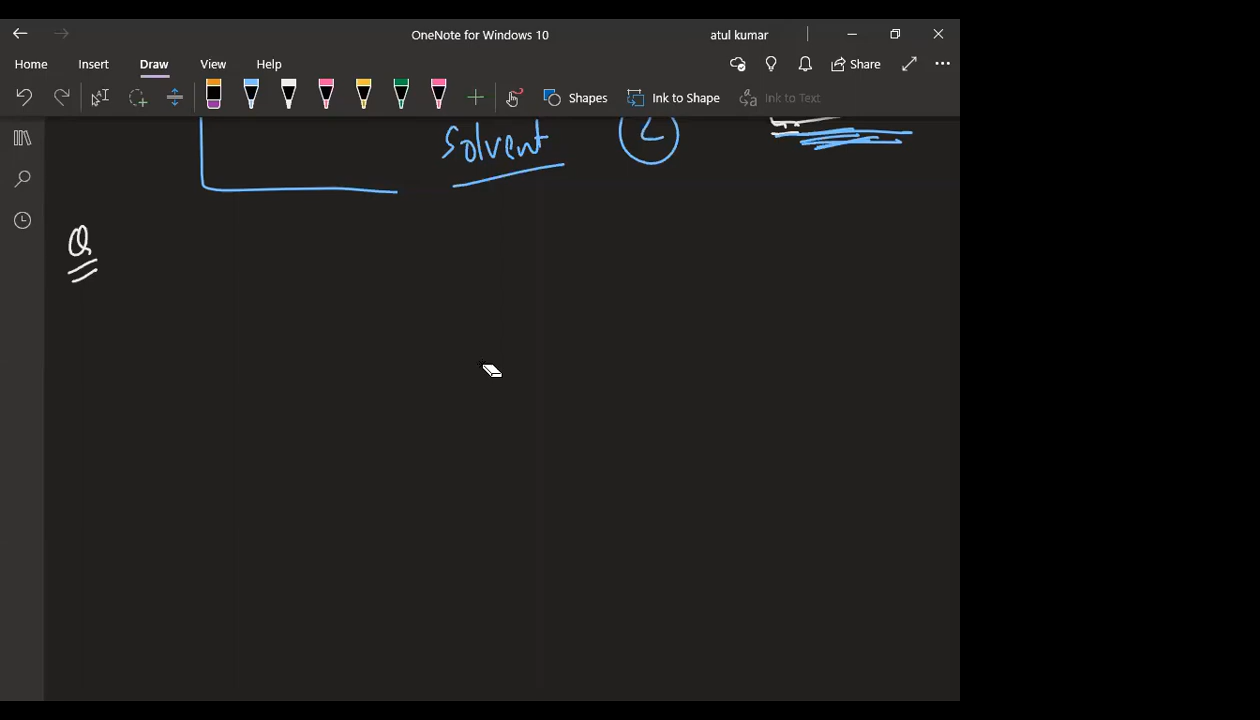 OneNote for Windows 10
atul kumar
Home Insert Draw View Help
Share
Shapes
Ink to Shape
Ink to Text
Solvent
2
Q